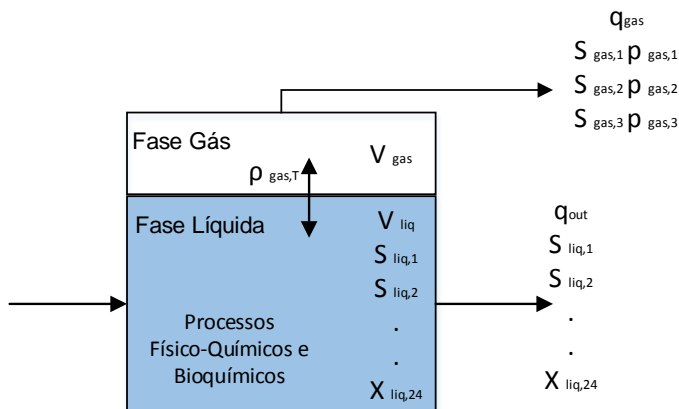 q gas
S gas,1 p gas,1
S gas,2 p gas,2
S gas,3 p gas,3
Fase Gás
V gas
ρ gas,T
Fase Líquida
V liq
S liq,1
S liq,2
.
.
X liq,24
Processos
Físico-Químicos e
Bioquímicos
q out
S liq,1
S liq,2
.
.
X liq,24